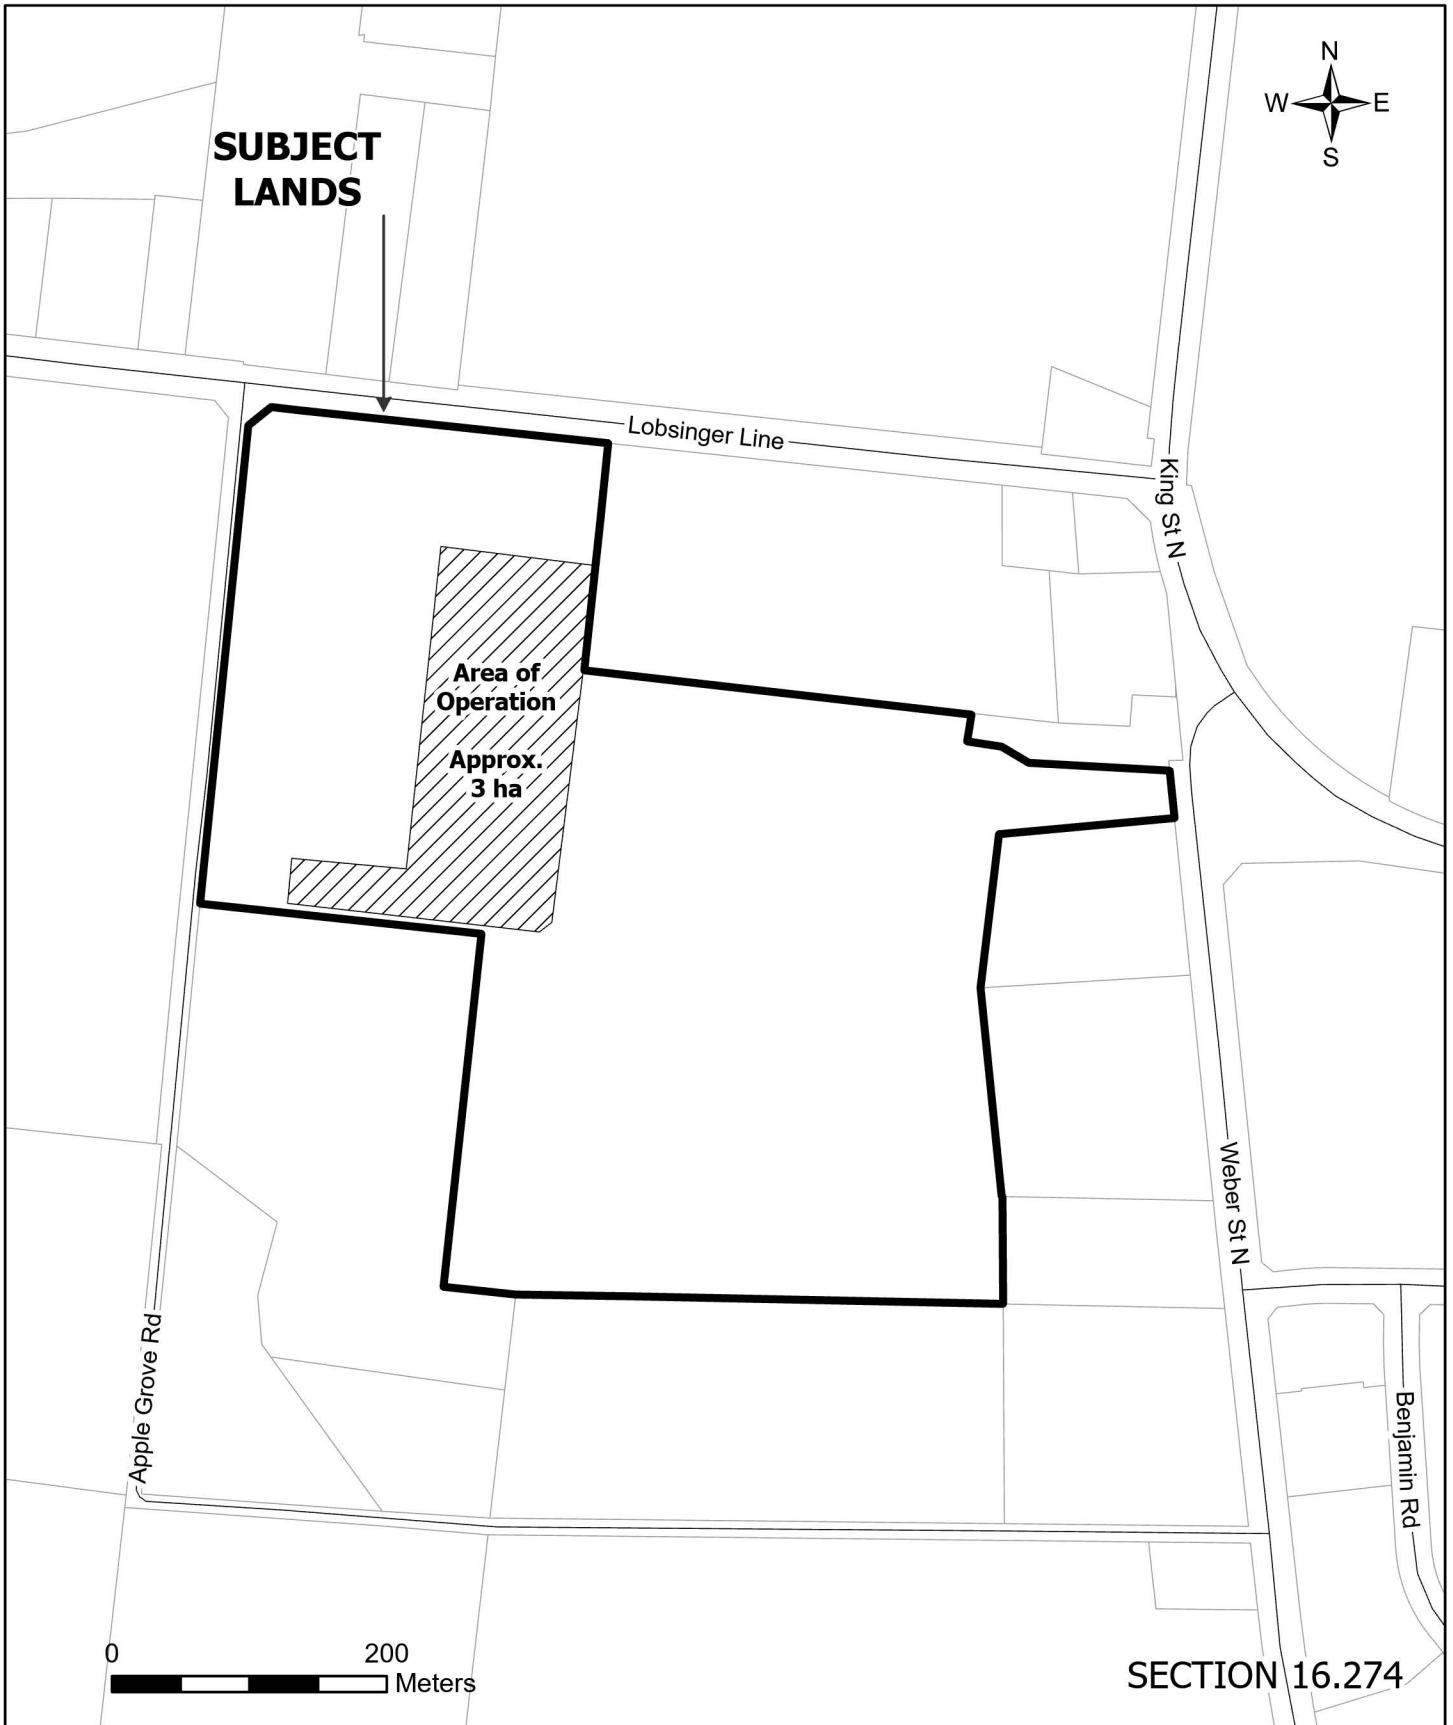 N
W E
S
SUBJECT
LANDS
Lobsinger Line
King St N
Area of
Operation
Approx.
3 ha
Weber St N
Apple Grove Rd
Benjamin Rd
0 200
Meters
SECTION 16.274